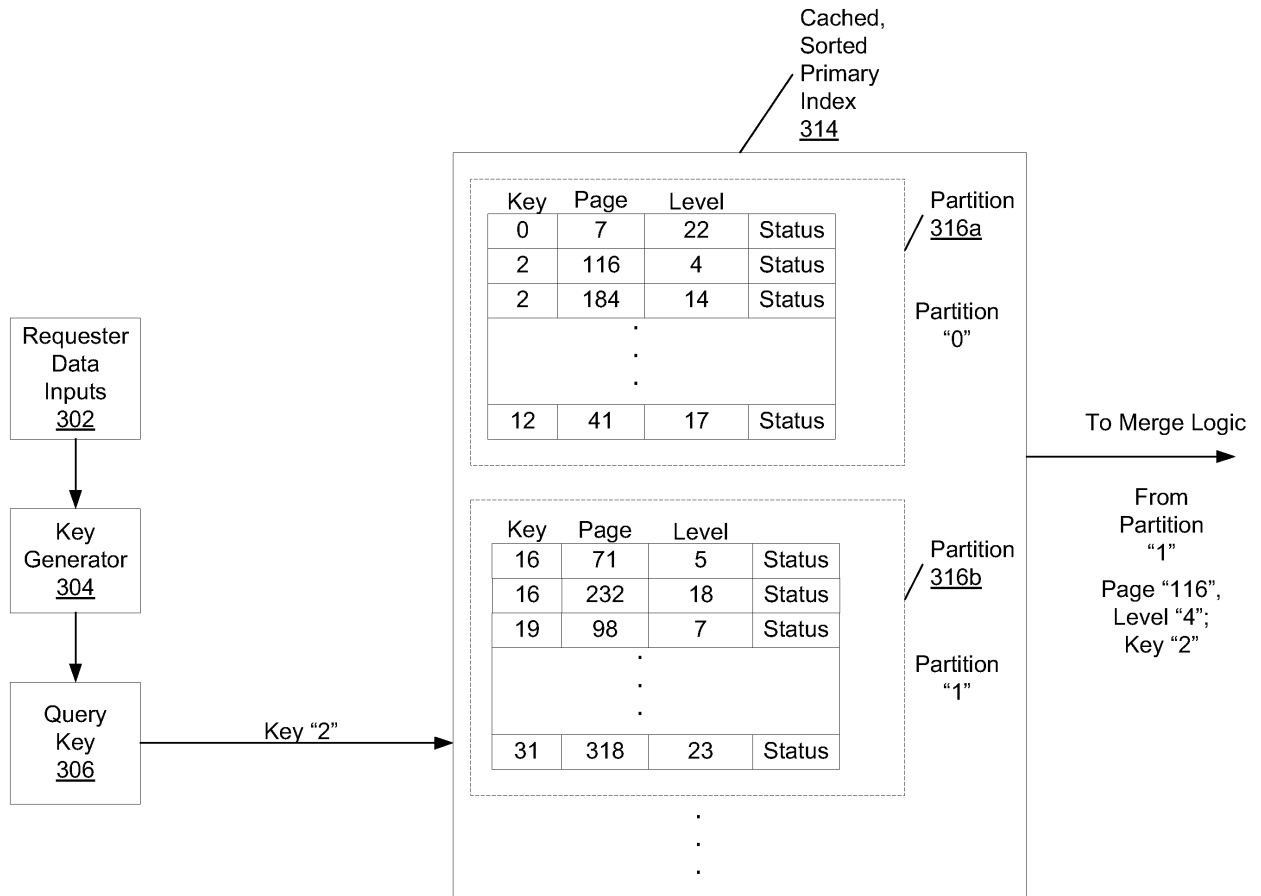 Cached,
Sorted
Primary
Index
314
Key Page Level
0 7 22 Status
2 116 4 Status
2 184 14 Status
.
.
.
12 41 17 Status
Partition
316a
Partition
“0”
Requester
Data
Inputs
302
Key
Generator
304
Query
Key
306
Key “2”
Key Page Level
16 71 5 Status
16 232 18 Status
19 98 7 Status
.
.
.
31 318 23 Status
Partition
316b
Partition
“1”
.
.
.
To Merge Logic
From
Partition
“1”
Page “116”,
Level “4”;
Key “2”